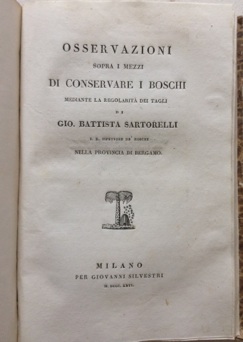 OSSERVAZIONI
SOPRA I MEZZI
DI CONSERVARE I BOSCHI
MEDIANTE LA REGOLARITÀ DEI TAGLI
DI
GIO. BATTISTA SARTORELLI
NELLA PROVINCIA DI BERGAMO
MILANO
PER GIOVANNI SILVESTRI